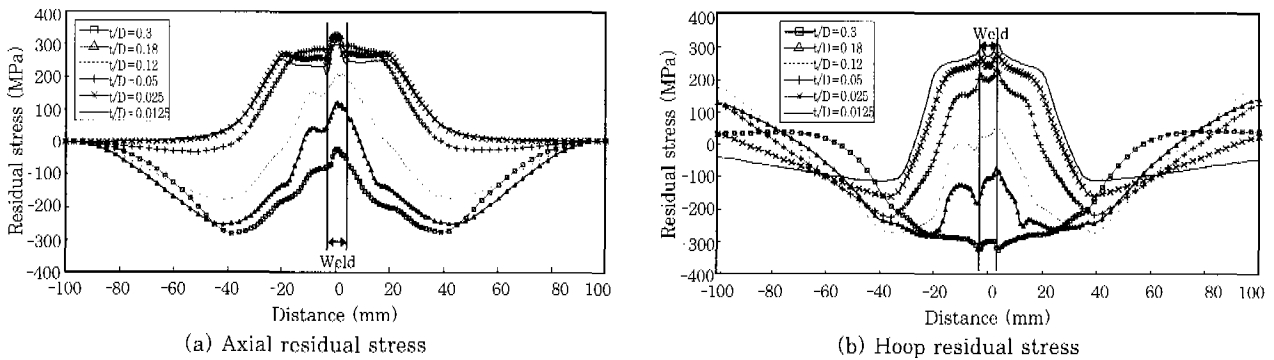 400
300
200
100
0
-100
-200
-300
-400
Residual stress (MPa)
t/D=0.3
t/D=0.18
t/D=0.12
t/D=0.05
t/D=0.025
t/D=0.0125
Weld
-100 -80 -60 -40 -20 0 20 40 60 80 100
Distance (mm)
(a) Axial residual stress
400
300
200
100
0
-100
-200
-300
400
Residual stress (MPa)
t/D=0.3
t/D=0.18
t/D=0.12
t/D=0.05
t/D=0.025
t/D=0.0125
Weld
-100 -80 -60 -40 -20 0 20 40 60 80 100
Distance (mm)
(b) Hoop residual stress